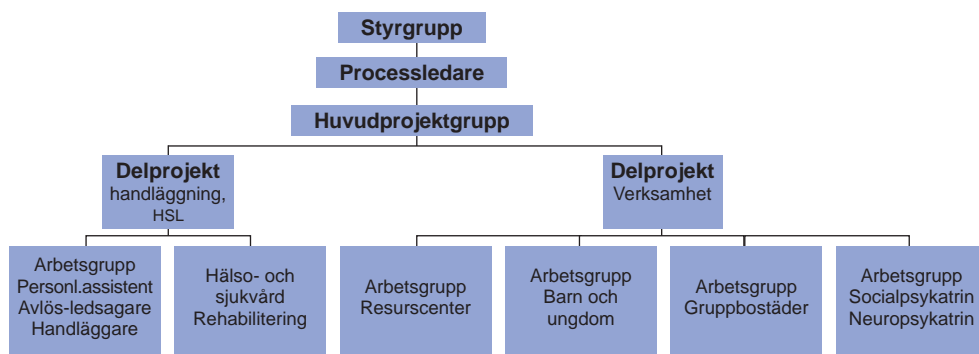 Styrgrupp
Processledare
Huvudprojektgrupp
Delprojekt
handläggning,
HSL
Delprojekt
Verksamhet
Arbetsgrupp
Personl.assistent
Avlös-ledsagare
Handläggare
Hälso- och
sjukvård
Rehabilitering
Arbetsgrupp
Resurscenter
Arbetsgrupp
Barn och
ungdom
Arbetsgrupp
Gruppbostäder
Arbetsgrupp
Socialpsykatrin
Neuropsykatrin